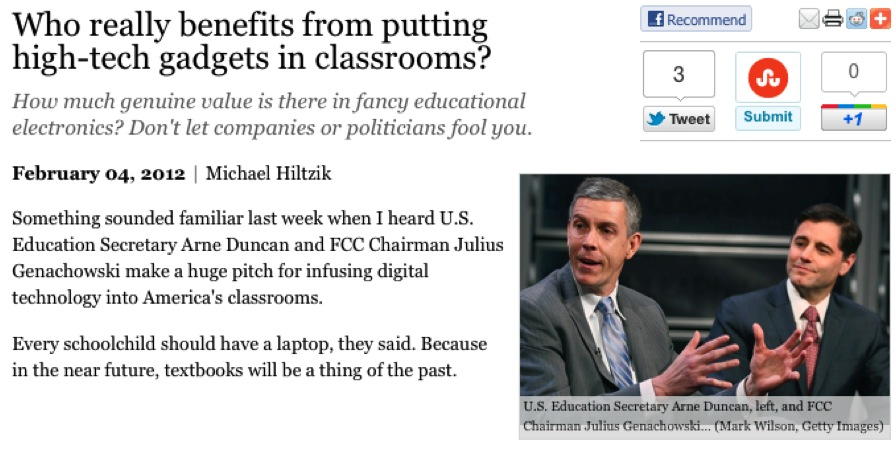 Who really benefits from putting
high-tech gadgets in classrooms?
How much genuine value is there in fancy educational
electronics? Don't let companies or politicians fool you.
February 04, 2012 | Michael Hiltzik
Something sounded familiar last week when I heard U.S.
Education Secretary Arne Duncan and FCC Chairman Julius
Genachowski make a huge pitch for infusing digital
technology into America's classrooms.
Every schoolchild should have a laptop, they said. Because
in the near future, textbooks will be a thing of the past.
Recommend
3
Tweet
Submit
0
+1
U.S. Education Secretary Arne Duncan, left, and FCC
Chairman Julius Genachowski... (Mark Wilson, Getty Images)